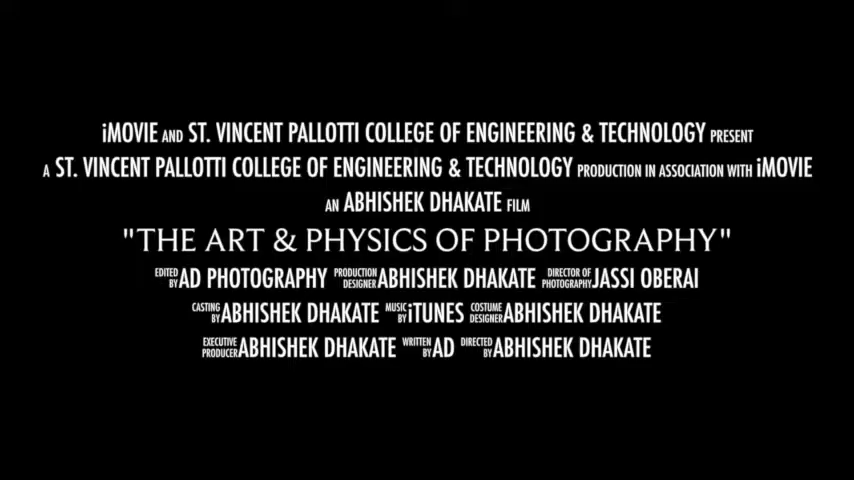 iMOVIE AND ST. VINCENT PALLOTTI COLLEGE OF ENGINEERING & TECHNOLOGY PRESENT
A ST. VINCENT PALLOTTI COLLEGE OF ENGINEERING & TECHNOLOGY PRODUCTION IN ASSOCIATION WITH iMOVIE
AN ABHISHEK DHAKATE FILM
"THE ART & PHYSICS OF PHOTOGRAPHY"
EDITED BY AD PHOTOGRAPHY PRODUCTION DESIGNER ABHISHEK DHAKATE DIRECTOR OF PHOTOGRAPHY JASSI OBERAI
CASTING BY ABHISHEK DHAKATE MUSIC BY iTUNES COSTUME DESIGNER ABHISHEK DHAKATE
EXECUTIVE PRODUCER ABHISHEK DHAKATE WRITTEN BY AD DIRECTED BY ABHISHEK DHAKATE